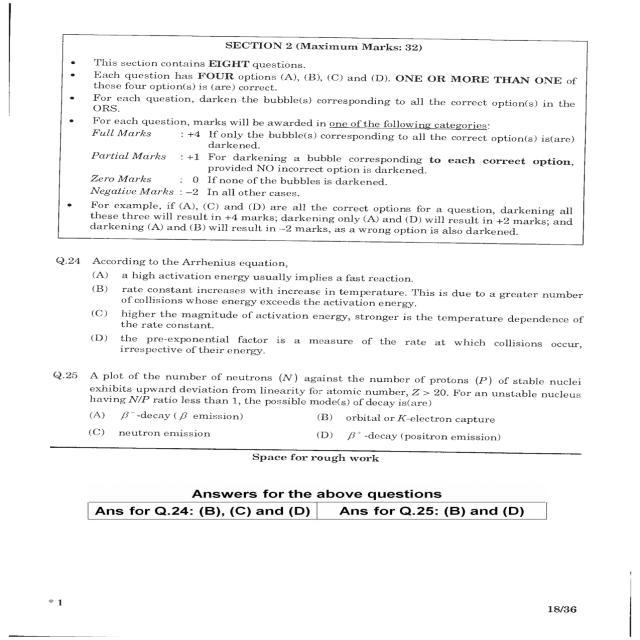 SECTION 2 (Maximum Marks: 32)
• This section contains EIGHT questions.
• Each question has FOUR options (A), (B), (C) and (D). ONE OR MORE THAN ONE of
these four option(s) is (are) correct.
• For each question, darken the bubble(s) corresponding to all the correct option(s) in the
ORS.
• For each question, marks will be awarded in one of the following categories:
Full Marks : +4 If only the bubble(s) corresponding to all the correct option(s) is(are)
darkened.
Partial Marks : +1 For darkening a bubble corresponding to each correct option,
provided NO incorrect option is darkened.
Zero Marks : 0 If none of the bubbles is darkened.
Negative Marks : −2 In all other cases.
• For example, if (A), (C) and (D) are all the correct options for a question, darkening all
these three will result in +4 marks; darkening only (A) and (D) will result in +2 marks; and
darkening (A) and (B) will result in −2 marks, as a wrong option is also darkened.
Q.24 According to the Arrhenius equation,
(A) a high activation energy usually implies a fast reaction.
(B) rate constant increases with increase in temperature. This is due to a greater number
of collisions whose energy exceeds the activation energy.
(C) higher the magnitude of activation energy, stronger is the temperature dependence of
the rate constant.
(D) the pre-exponential factor is a measure of the rate at which collisions occur,
irrespective of their energy.
Q.25 A plot of the number of neutrons (N) against the number of protons (P) of stable nuclei
exhibits upward deviation from linearity for atomic number, Z > 20. For an unstable nucleus
having N/P ratio less than 1, the possible mode(s) of decay is(are)
(A) β⁻-decay (β emission) (B) orbital or K-electron capture
(C) neutron emission (D) β⁺-decay (positron emission)
Space for rough work
Answers for the above questions
Ans for Q.24: (B), (C) and (D) Ans for Q.25: (B) and (D)
* 1
18/36